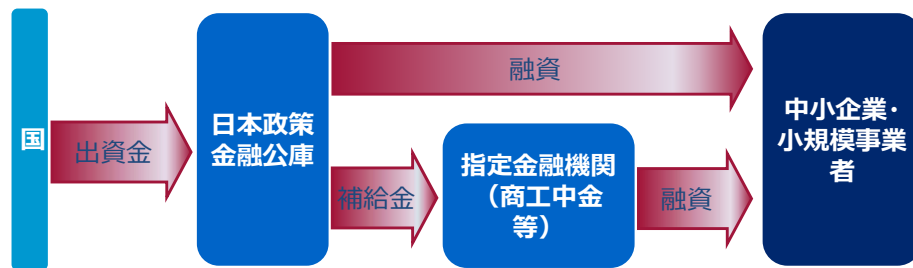 国
出資金
日本政策
金融公庫
融資
補給金
指定金融機関
（商工中金
等）
融資
中小企業・
小規模事業
者